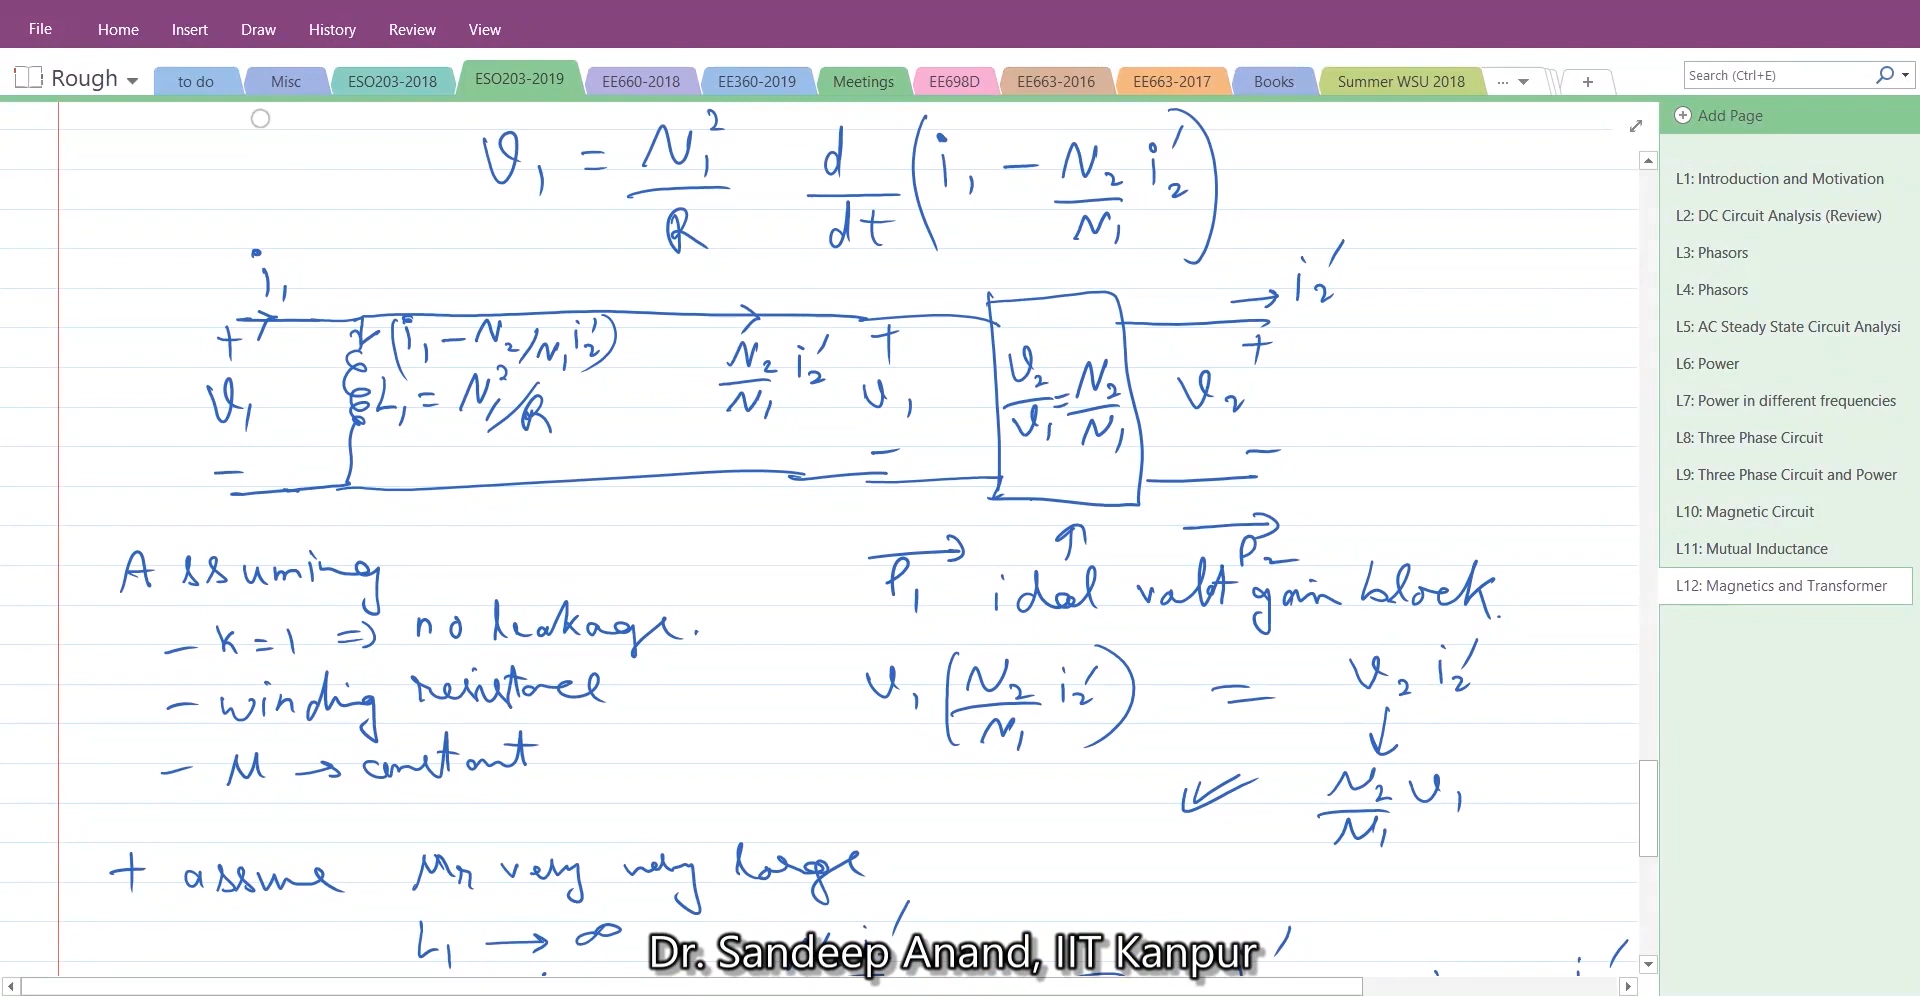 File Home Insert Draw History Review View
Rough to do Misc ESO203-2018 ESO203-2019 EE660-2018 EE360-2019 Meetings EE698D EE663-2016 EE663-2017 Books Summer WSU 2018 ... + Search (Ctrl+E)
Add Page
L1: Introduction and Motivation
L2: DC Circuit Analysis (Review)
L3: Phasors
L4: Phasors
L5: AC Steady State Circuit Analysi
L6: Power
L7: Power in different frequencies
L8: Three Phase Circuit
L9: Three Phase Circuit and Power
L10: Magnetic Circuit
L11: Mutual Inductance
L12: Magnetics and Transformer
v₁ = N₁²/R d/dt (i₁ - N₂/N₁ i₂′)
i₁ i₂′
+ (i₁ - N₂/N₁ i₂′) + +
v₁ L₁ = N₁²/R N₂/N₁ i₂′ v₁ v₂/v₁ = N₂/N₁ v₂
- - -
P₁ P₂
Assuming ideal valt gain block.
- k = 1 ⇒ no leakage.
- winding resistance v₁ (N₂/N₁ i₂′) = v₂ i₂′
- μ → constant N₂/N₁ v₁
+ assume μr very very large
L₁ → ∞
Dr. Sandeep Anand, IIT Kanpur